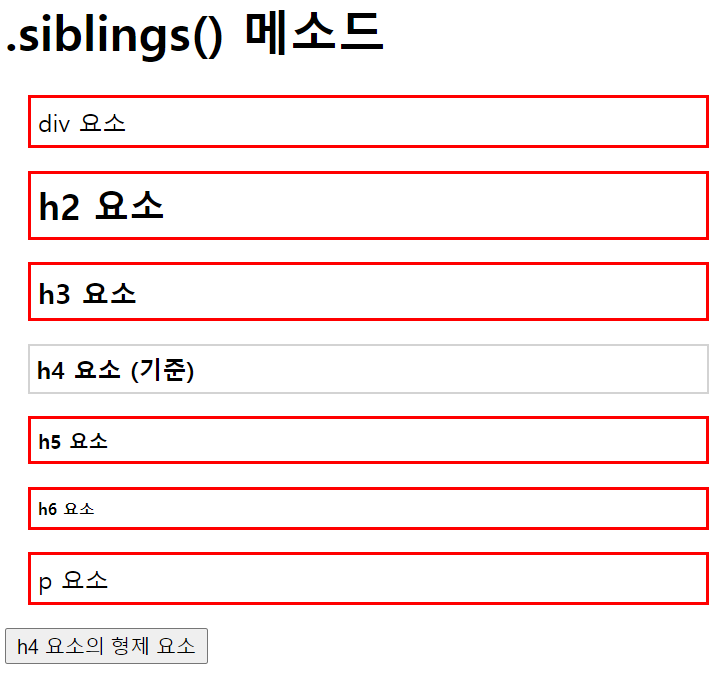 .siblings() 메소드
div 요소
h2 요소
h3 요소
h4 요소 (기준)
h5 요소
h6 요소
p 요소
h4 요소의 형제 요소